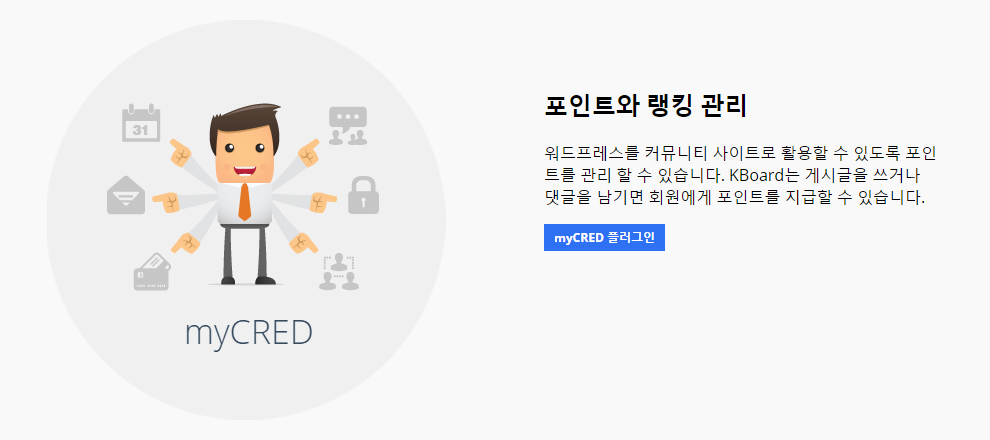 포인트와 랭킹 관리
워드프레스를 커뮤니티 사이트로 활용할 수 있도록 포인
트를 관리 할 수 있습니다. KBoard는 게시글을 쓰거나
댓글을 남기면 회원에게 포인트를 지급할 수 있습니다.
myCRED 플러그인
31
myCRED